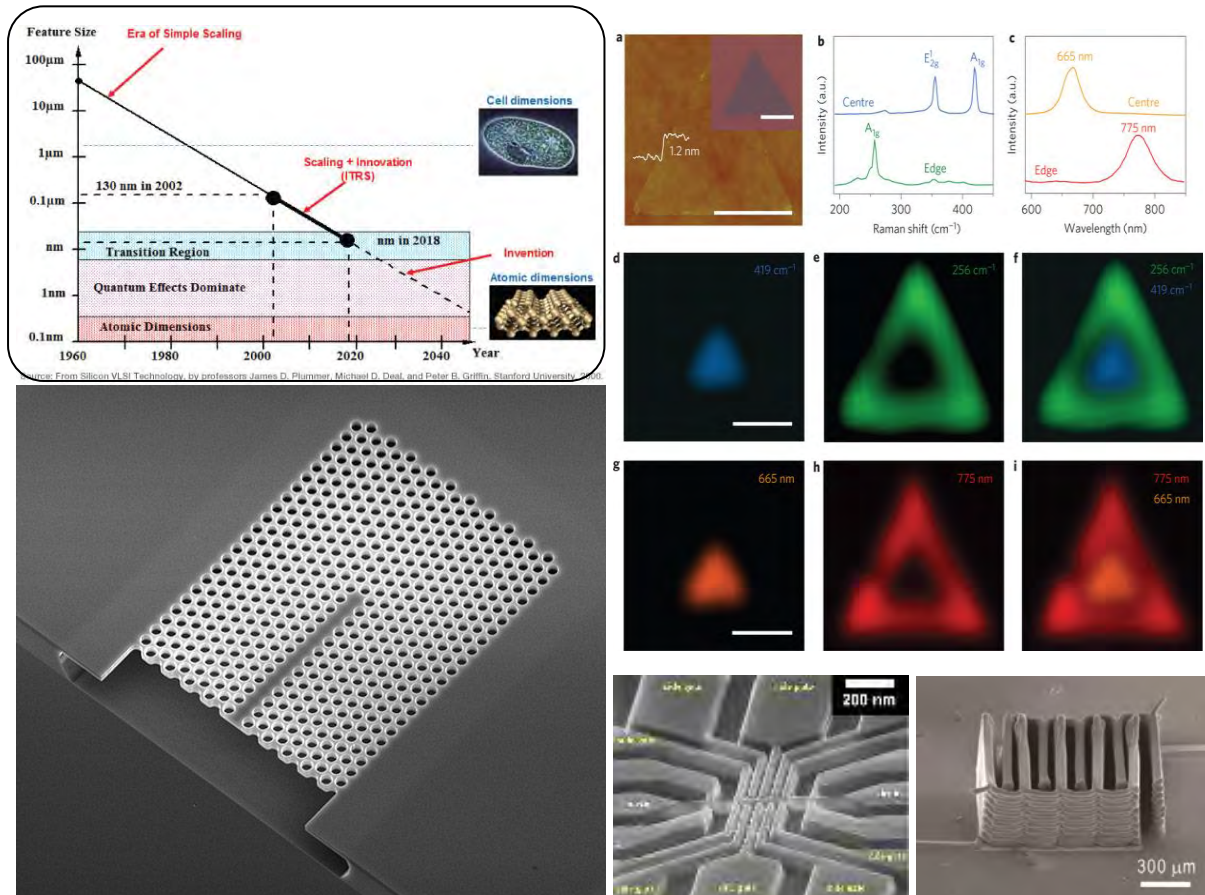 Feature Size
Era of Simple Scaling
100µm
10µm
1µm
0.1µm
nm
1nm
0.1nm
Cell dimensions
Scaling + innovation
(ITRS)
130 nm in 2002
nm in 2018
Transition Region
Invention
Quantum Effects Dominate
Atomic dimensions
Atomic Dimensions
1960
1980
2000
2020
2040
Year
Source: From Silicon VLSI Technology, by professors James D. Plummer, Michael D. Deal, and Peter B. Griffin, Stanford University, 2000.
a
1.2 nm
b
Intensity (a.u.)
E¹2g
A1g
Centre
A1g
Edge
200
300
400
Raman shift (cm⁻¹)
c
Intensity (a.u.)
665 nm
Centre
775 nm
Edge
600
700
800
Wavelength (nm)
d
419 cm⁻¹
e
256 cm⁻¹
f
256 cm⁻¹
419 cm⁻¹
g
665 nm
h
775 nm
i
775 nm
665 nm
200 nm
300 µm